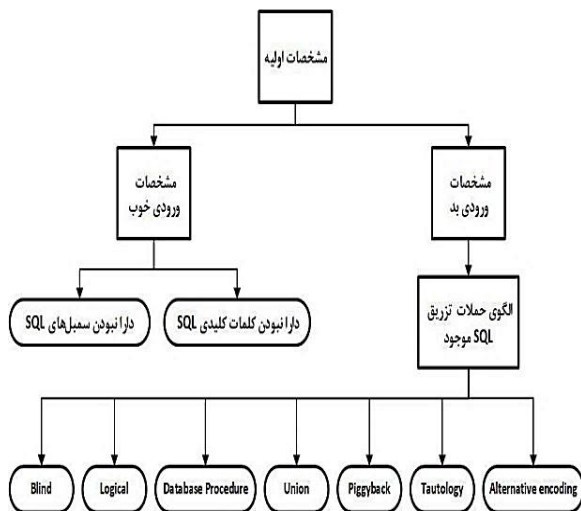 مشخصات اولیه
مشخصات
ورودی بد
مشخصات
ورودی خوب
الگوی حملات تزریق
SQL موجود
دارا نبودن کلمات کلیدی SQL
دارا نبودن سمبل‌های SQL
Blind
Logical
Database Procedure
Union
Piggyback
Tautology
Alternative encoding